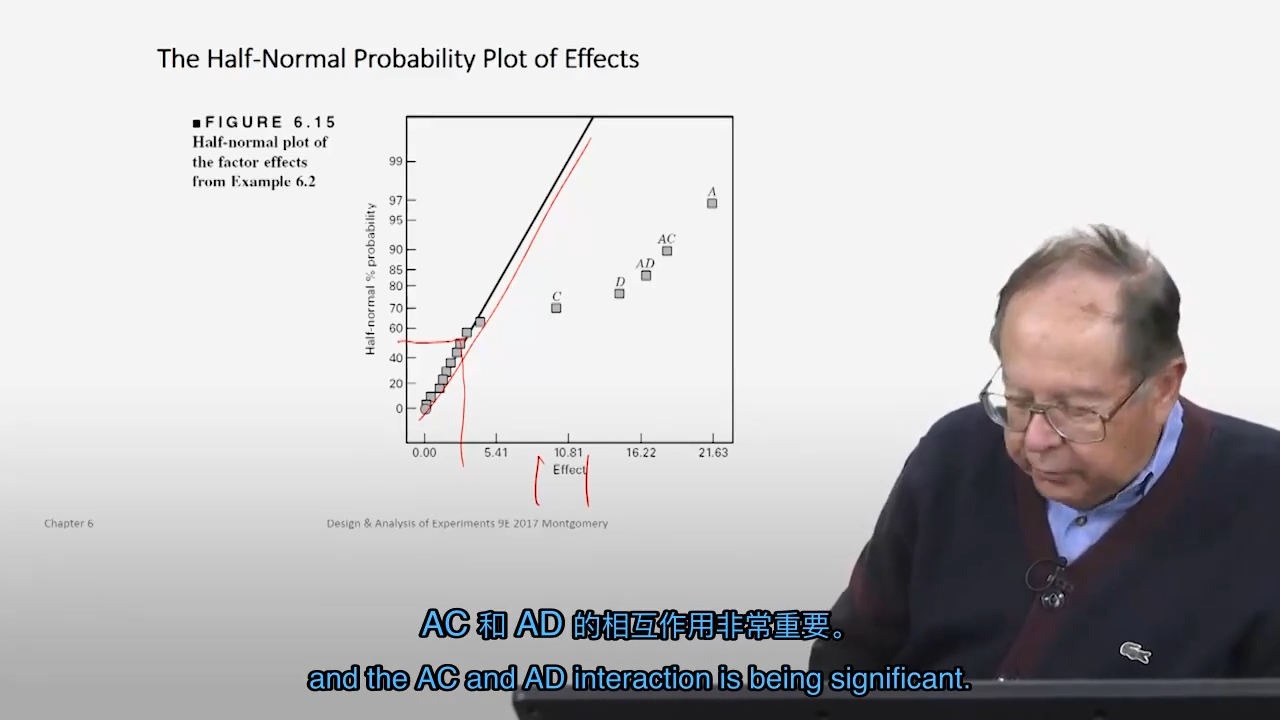 The Half-Normal Probability Plot of Effects
■ FIGURE 6.15
Half-normal plot of
the factor effects
from Example 6.2
Half-normal % probability
99
97
95
90
85
80
70
60
40
20
0
A
AC
AD
D
C
0.00 5.41 10.81 16.22 21.63
Effect
Chapter 6 Design & Analysis of Experiments 9E 2017 Montgomery
AC 和 AD 的相互作用非常重要。
and the AC and AD interaction is being significant.